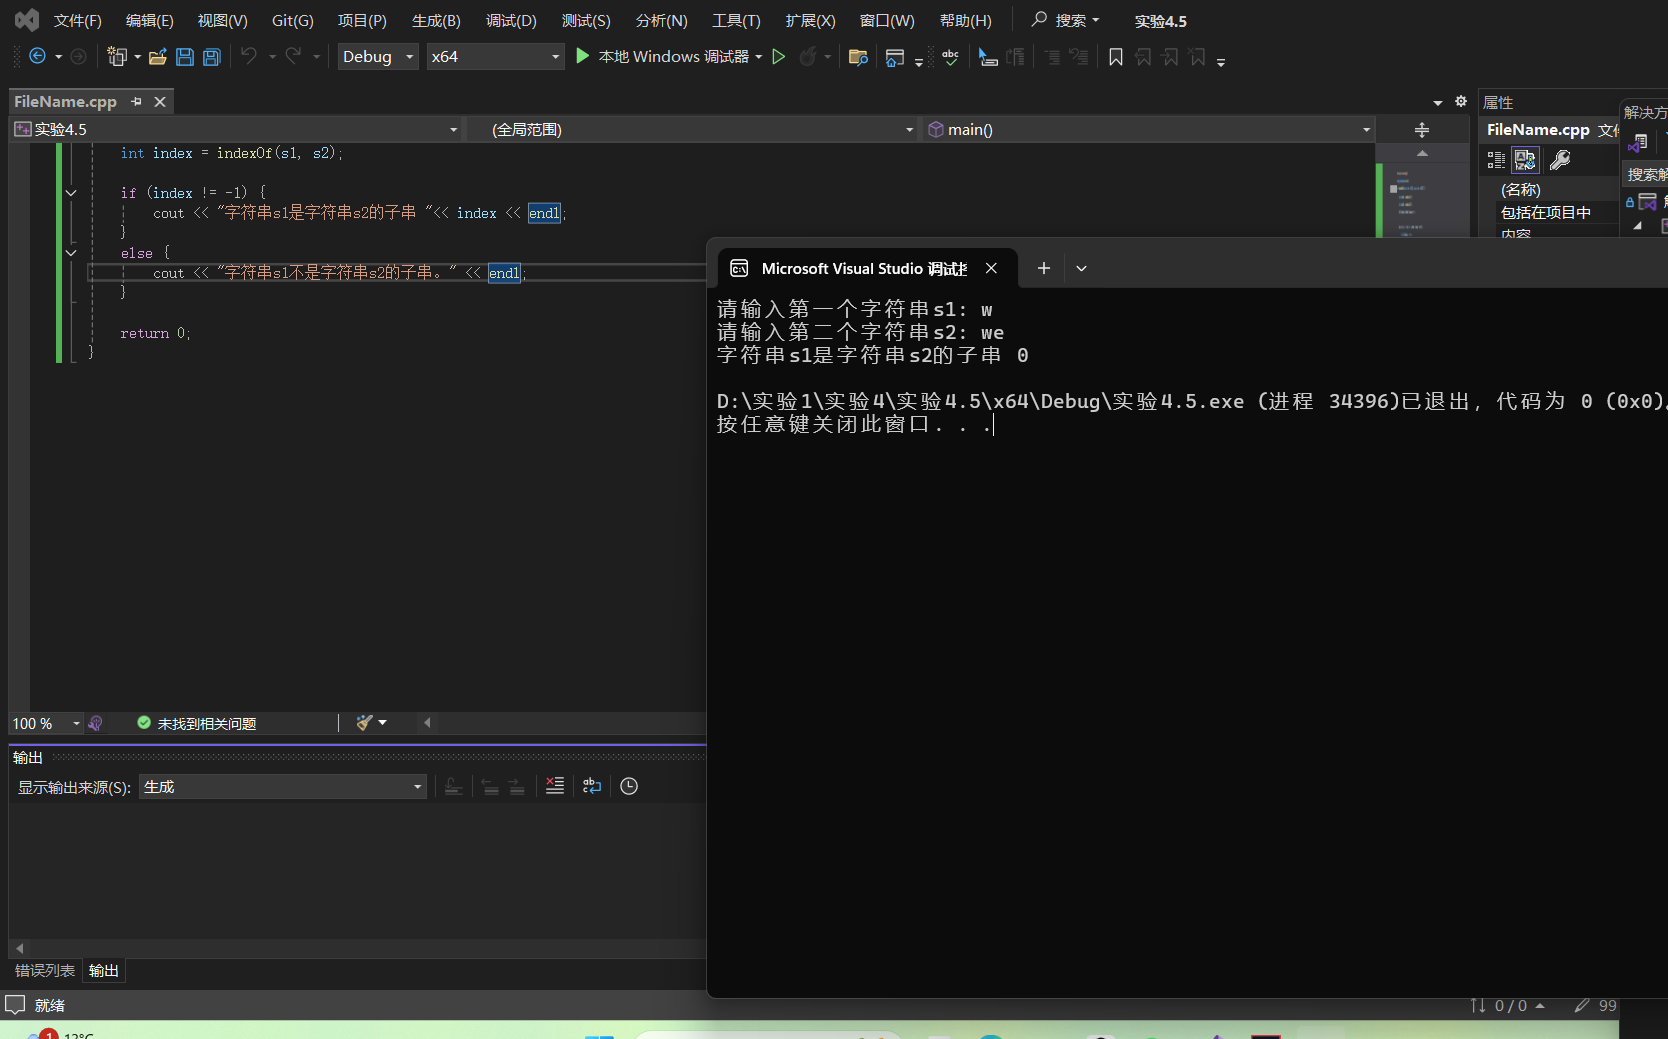 文件(F) 编辑(E) 视图(V) Git(G) 项目(P) 生成(B) 调试(D) 测试(S) 分析(N) 工具(T) 扩展(X) 窗口(W) 帮助(H) 搜索 实验4.5
Debug x64 本地 Windows 调试器
FileName.cpp
实验4.5 (全局范围) main()
int index = indexOf(s1, s2);
if (index != -1) {
cout << "字符串s1是字符串s2的子串 "<< index << endl;
}
else {
cout << "字符串s1不是字符串s2的子串。" << endl;
}
return 0;
}
属性
FileName.cpp
(名称)
包括在项目中
内容
解决方
搜索解
Microsoft Visual Studio 调试
请输入第一个字符串s1: w
请输入第二个字符串s2: we
字符串s1是字符串s2的子串 0
D:\实验1\实验4\实验4.5\x64\Debug\实验4.5.exe (进程 34396)已退出，代码为 0 (0x0)
按任意键关闭此窗口. . .
100 % 未找到相关问题
输出
显示输出来源(S): 生成
错误列表 输出
就绪 0 / 0 99
1 12°C